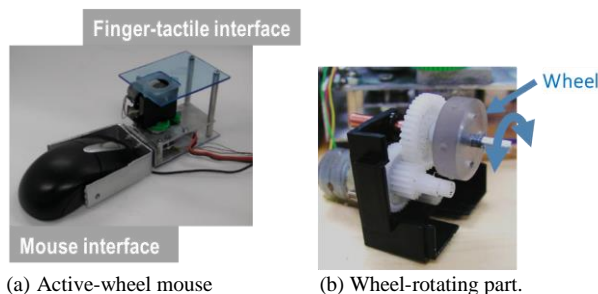 Finger-tactile interface
Wheel
Mouse interface
(a) Active-wheel mouse
(b) Wheel-rotating part.